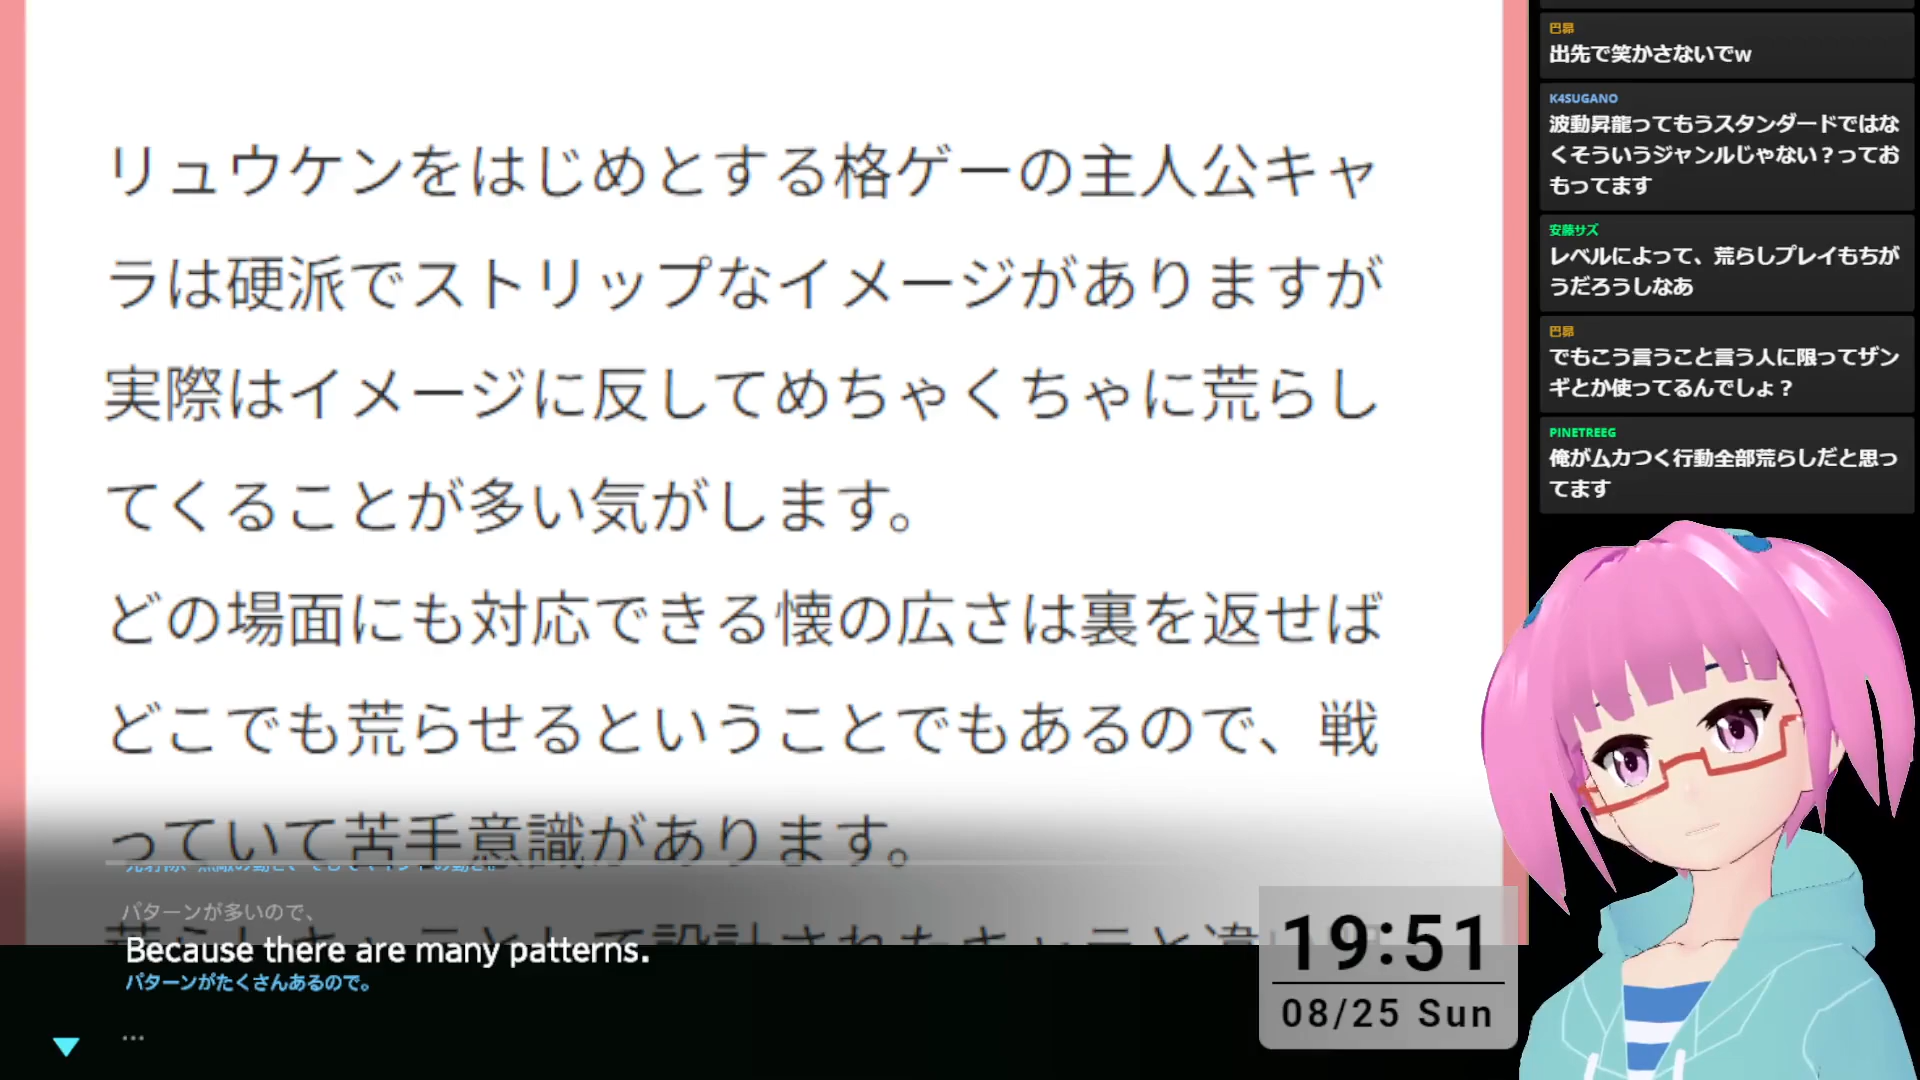 リュウケンをはじめとする格ゲーの主人公キャ
ラは硬派でストリップなイメージがありますが
実際はイメージに反してめちゃくちゃに荒らし
てくることが多い気がします。
どの場面にも対応できる懐の広さは裏を返せば
どこでも荒らせるということでもあるので、戦
っていて苦手意識があります。
パターンが多いので、
Because there are many patterns.
パターンがたくさんあるので。
...
19:51
08/25 Sun
巴昴
出先で笑かさないでw
K4SUGANO
波動昇龍ってもうスタンダードではな
くそういうジャンルじゃない？ってお
もってます
安藤サズ
レベルによって、荒らしプレイもちが
うだろうしなあ
巴昴
でもこう言うこと言う人に限ってザン
ギとか使ってるんでしょ？
PINETREEG
俺がムカつく行動全部荒らしだと思っ
てます